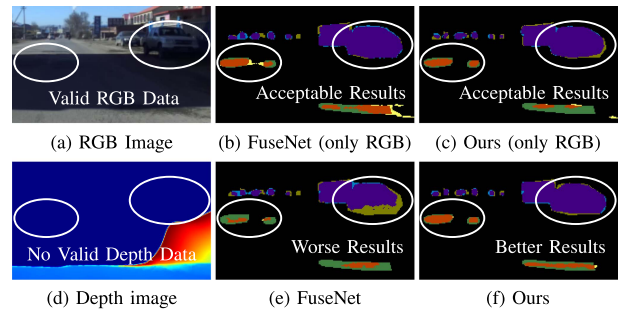 Valid RGB Data
Acceptable Results
Acceptable Results
(a) RGB Image
(b) FuseNet (only RGB)
(c) Ours (only RGB)
No Valid Depth Data
Worse Results
Better Results
(d) Depth image
(e) FuseNet
(f) Ours